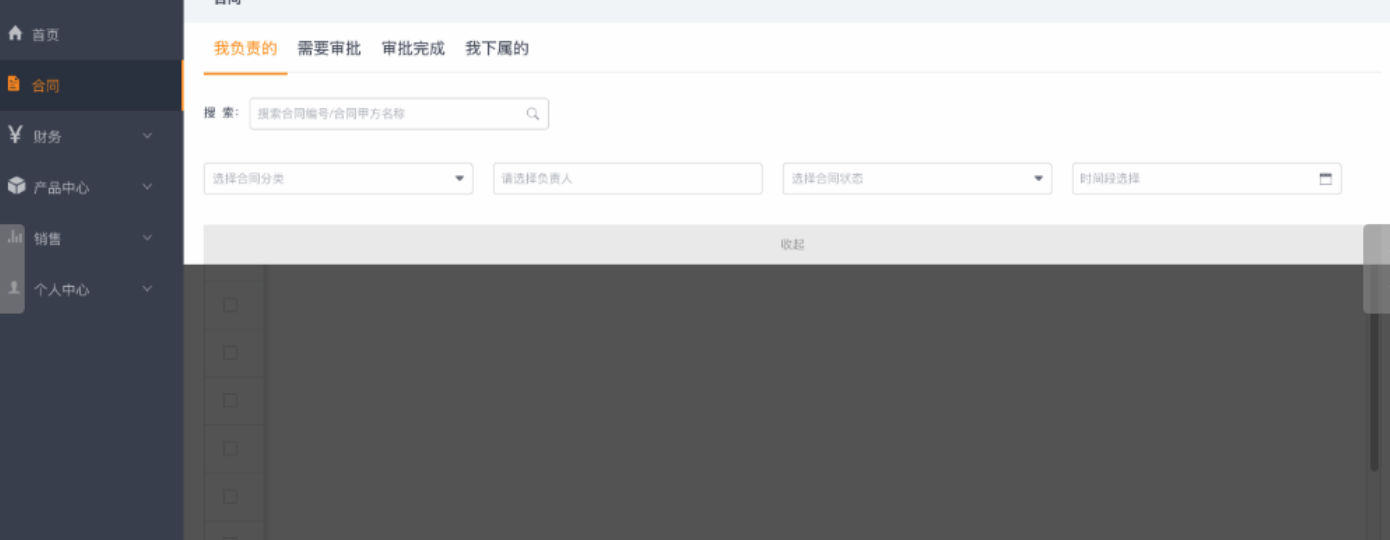 合同
首页
合同
财务
产品中心
销售
个人中心
我负责的 需要审批 审批完成 我下属的
搜 索: 搜索合同编号/合同甲方名称
选择合同分类 请选择负责人 选择合同状态 时间段选择
收起